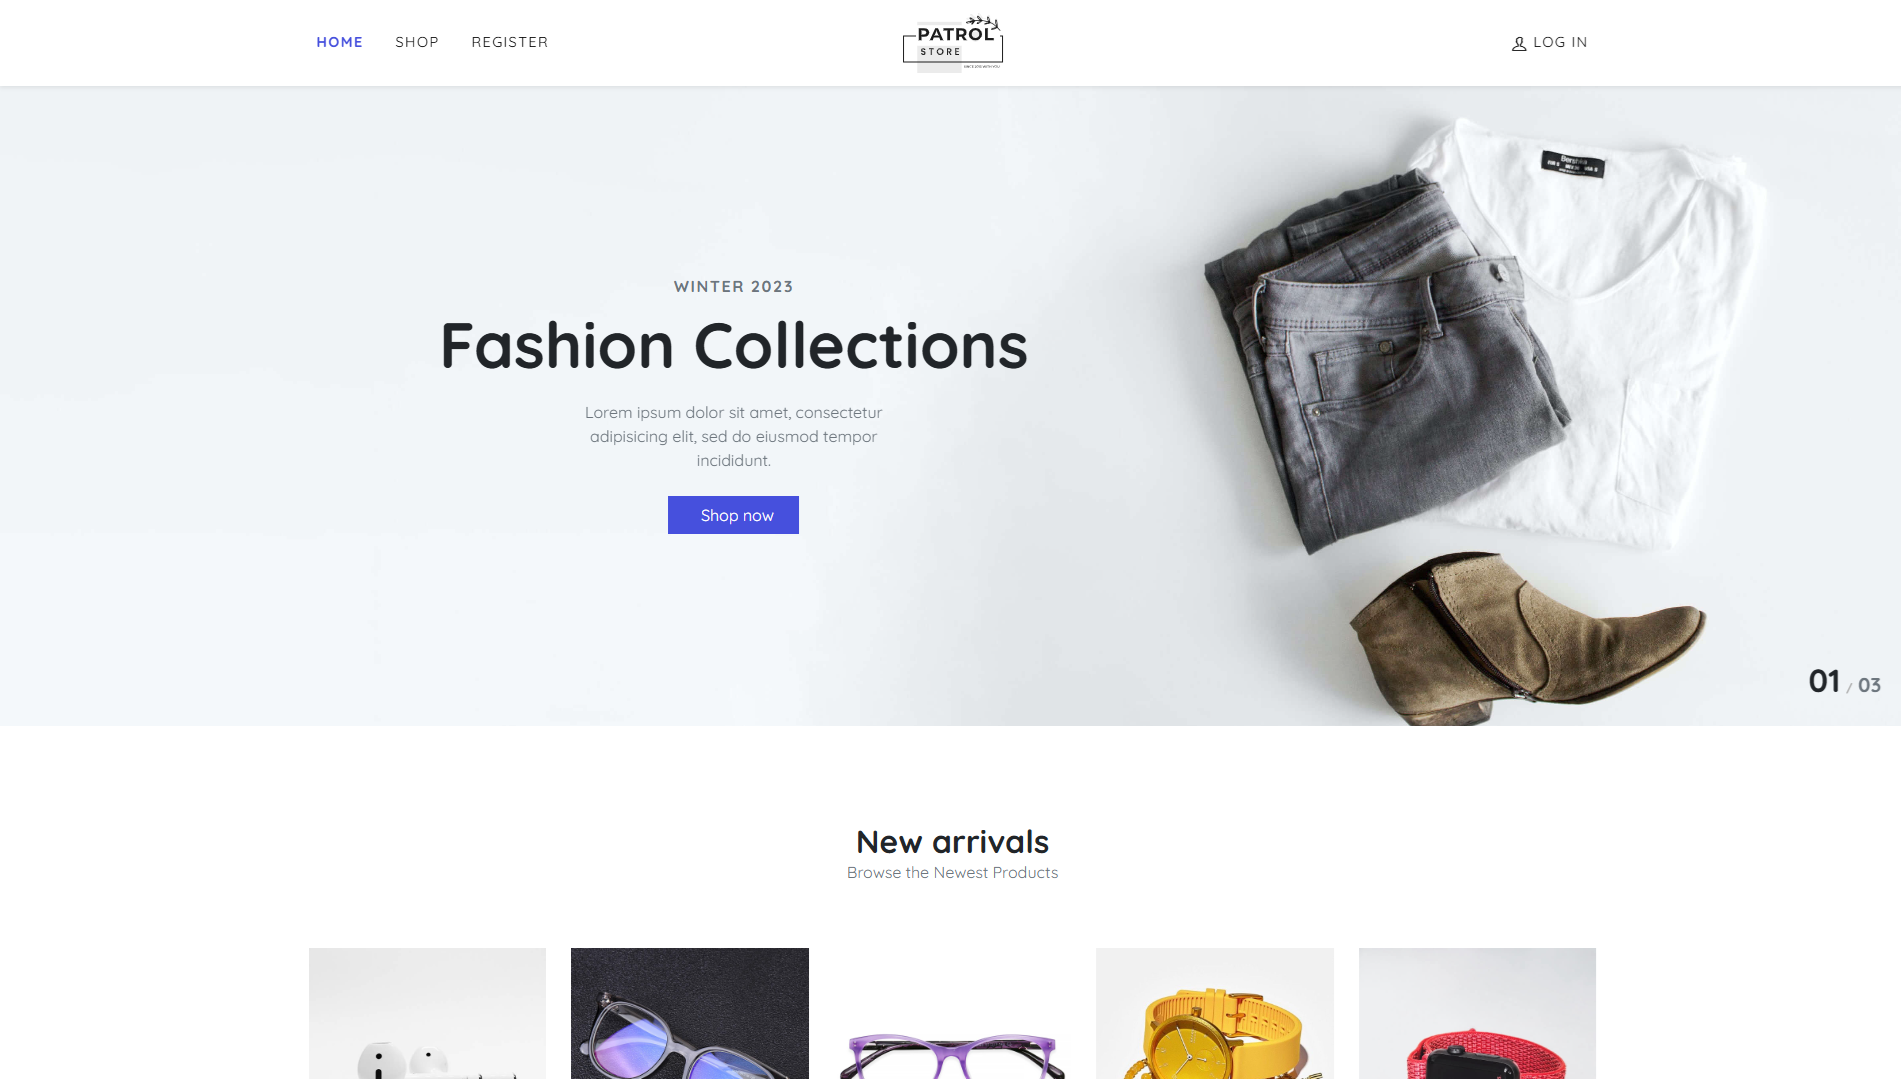 HOME
SHOP
REGISTER
PATROL
STORE
LOG IN
WINTER 2023
Fashion Collections
Lorem ipsum dolor sit amet, consectetur
adipisicing elit, sed do eiusmod tempor
incididunt.
Shop now
01 / 03
New arrivals
Browse the Newest Products